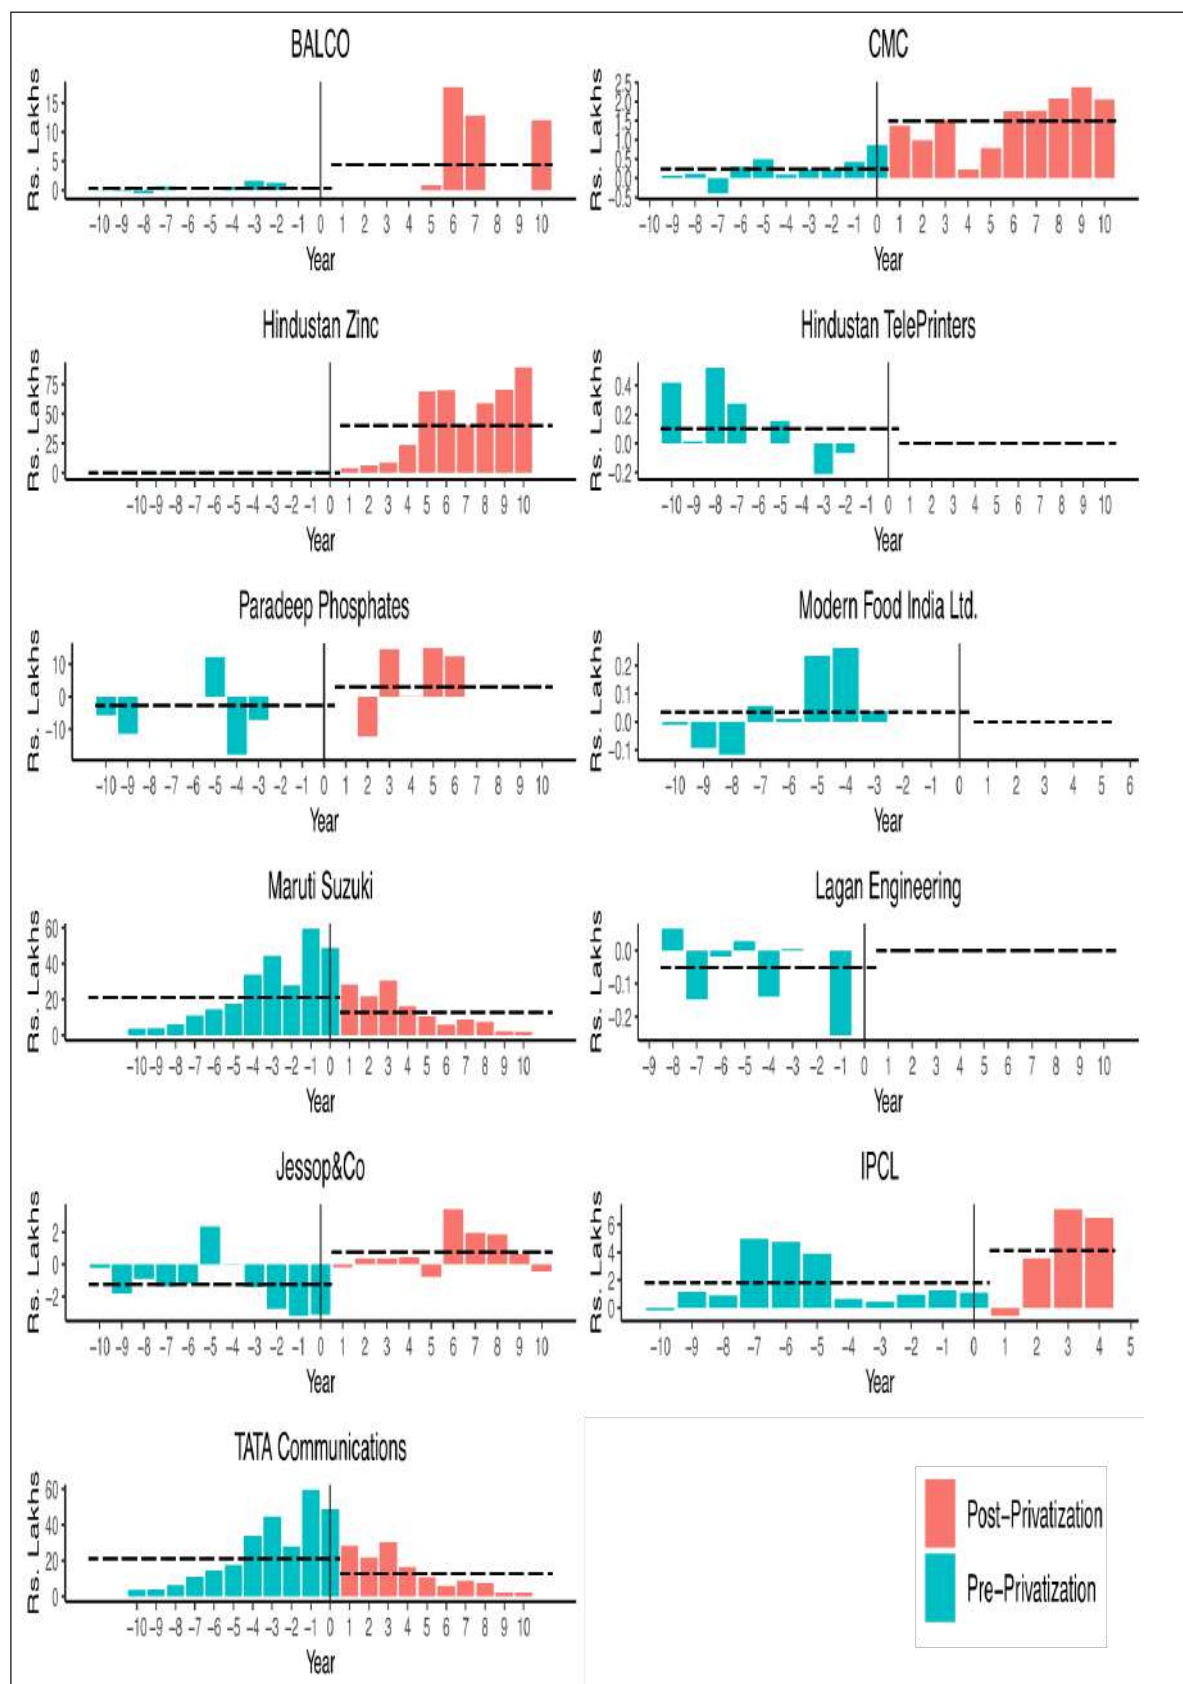 BALCO
Rs. Lakhs
15
10
5
0
-10 -9 -8 -7 -6 -5 -4 -3 -2 -1 0 1 2 3 4 5 6 7 8 9 10
Year
CMC
Rs. Lakhs
2.5
2.0
1.5
1.0
0.5
0.0
-0.5
-10 -9 -8 -7 -6 -5 -4 -3 -2 -1 0 1 2 3 4 5 6 7 8 9 10
Year
Hindustan Zinc
Rs. Lakhs
75
50
25
0
-10 -9 -8 -7 -6 -5 -4 -3 -2 -1 0 1 2 3 4 5 6 7 8 9 10
Year
Hindustan TelePrinters
Rs. Lakhs
0.4
0.2
0.0
-0.2
-10 -9 -8 -7 -6 -5 -4 -3 -2 -1 0 1 2 3 4 5 6 7 8 9 10
Year
Paradeep Phosphates
Rs. Lakhs
10
0
-10
-10 -9 -8 -7 -6 -5 -4 -3 -2 -1 0 1 2 3 4 5 6 7 8 9 10
Year
Modern Food India Ltd.
Rs. Lakhs
0.2
0.1
0.0
-0.1
-10 -9 -8 -7 -6 -5 -4 -3 -2 -1 0 1 2 3 4 5 6
Year
Maruti Suzuki
Rs. Lakhs
60
40
20
0
-10 -9 -8 -7 -6 -5 -4 -3 -2 -1 0 1 2 3 4 5 6 7 8 9 10
Year
Lagan Engineering
Rs. Lakhs
0.0
-0.1
-0.2
-9 -8 -7 -6 -5 -4 -3 -2 -1 0 1 2 3 4 5 6 7 8 9 10
Year
Jessop&Co
Rs. Lakhs
2
0
-2
-10 -9 -8 -7 -6 -5 -4 -3 -2 -1 0 1 2 3 4 5 6 7 8 9 10
Year
IPCL
Rs. Lakhs
6
4
2
0
-10 -9 -8 -7 -6 -5 -4 -3 -2 -1 0 1 2 3 4 5
Year
TATA Communications
Rs. Lakhs
60
40
20
0
-10 -9 -8 -7 -6 -5 -4 -3 -2 -1 0 1 2 3 4 5 6 7 8 9 10
Year
Post-Privatization
Pre-Privatization